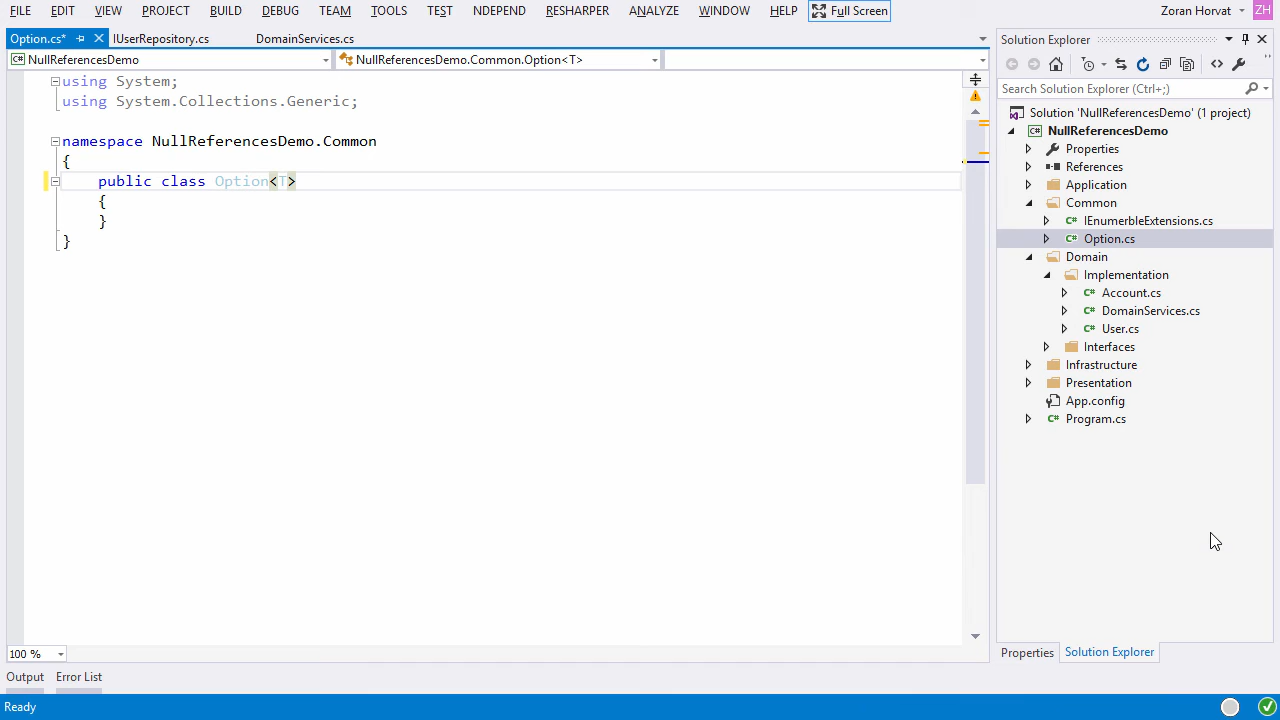 FILE EDIT VIEW PROJECT BUILD DEBUG TEAM TOOLS TEST NDEPEND RESHARPER ANALYZE WINDOW HELP Full Screen Zoran Horvat ZH
Option.cs* IUserRepository.cs DomainServices.cs
NullReferencesDemo NullReferencesDemo.Common.Option<T>
using System;
using System.Collections.Generic;
namespace NullReferencesDemo.Common
{
public class Option<T>
{
}
}
100 %
Solution Explorer
Search Solution Explorer (Ctrl+;)
Solution 'NullReferencesDemo' (1 project)
NullReferencesDemo
Properties
References
Application
Common
IEnumerbleExtensions.cs
Option.cs
Domain
Implementation
Account.cs
DomainServices.cs
User.cs
Interfaces
Infrastructure
Presentation
App.config
Program.cs
Properties Solution Explorer
Output Error List
Ready